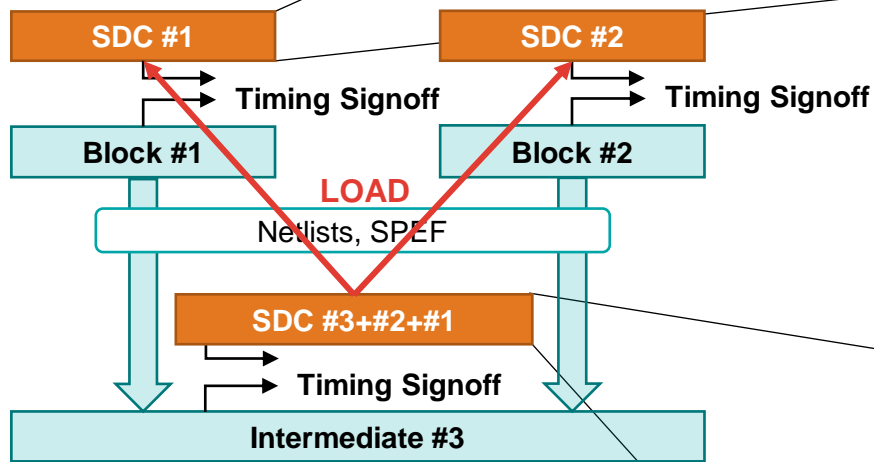 SDC #1
SDC #2
Timing Signoff
Timing Signoff
Block #1
Block #2
LOAD
Netlists, SPEF
SDC #3+#2+#1
Timing Signoff
Intermediate #3